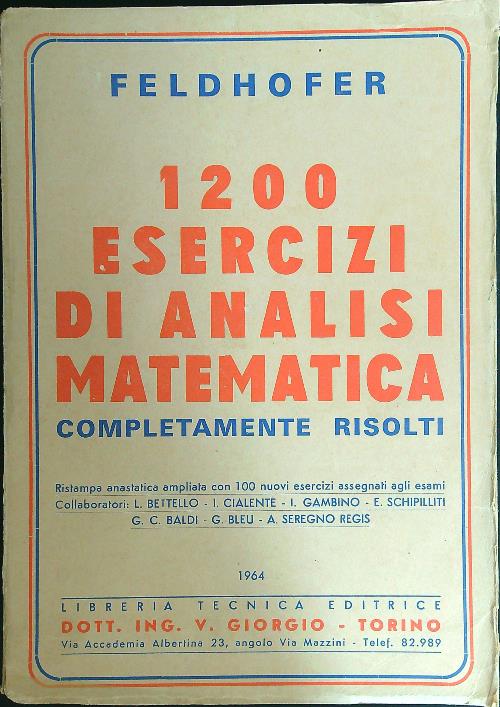 FELDHOFER
1200
ESERCIZI
DI ANALISI
MATEMATICA
COMPLETAMENTE RISOLTI
Ristampa anastatica ampliata con 100 nuovi esercizi assegnati agli esami
Collaboratori: L. BETTELLO - I. CIALENTE - I. GAMBINO - E. SCHIPILLITI
G. C. BALDI - G. BLEU - A. SEREGNO REGIS
1964
LIBRERIA TECNICA EDITRICE
DOTT. ING. V. GIORGIO - TORINO
Via Accademia Albertina 23, angolo Via Mazzini - Telef. 82.989